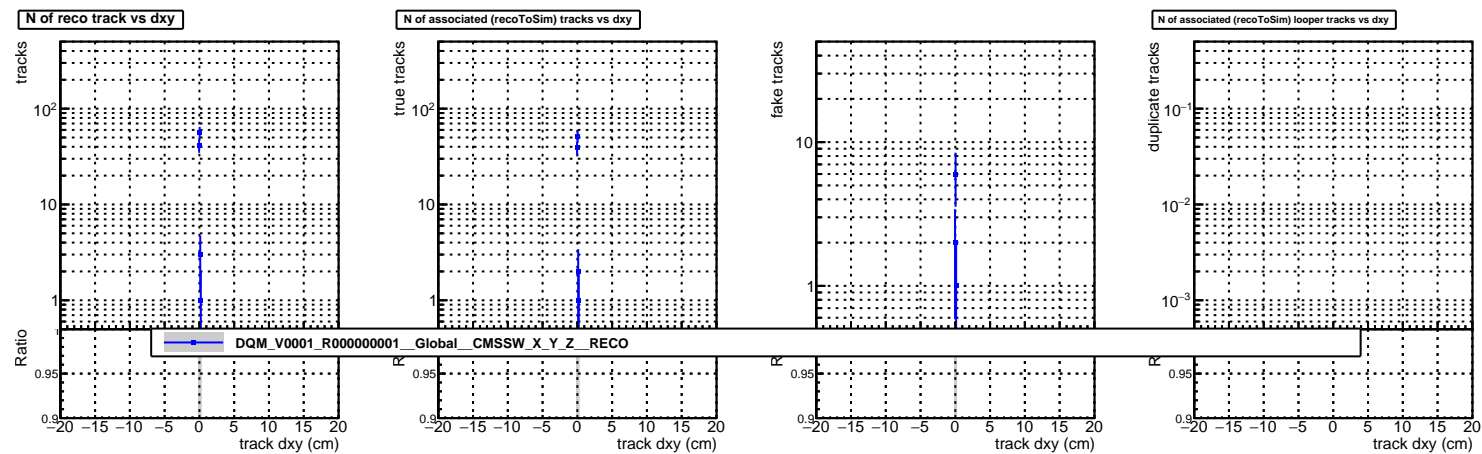 N of reco track vs dxy
N of associated (recoToSim) tracks vs dxy
N of associated (recoToSim) looper tracks vs dxy
tracks
10²
10
1
Ratio
0.95
0.9
−20 −15 −10 −5 0 5 10 15 20
track dxy (cm)
true tracks
10²
10
1
0.95
0.9
−20 −15 −10 −5 0 5 10 15 20
track dxy (cm)
fake tracks
10
1
0.95
0.9
−20 −15 −10 −5 0 5 10 15 20
track dxy (cm)
duplicate tracks
10⁻¹
10⁻²
10⁻³
0.95
0.9
−20 −15 −10 −5 0 5 10 15 20
track dxy (cm)
DQM_V0001_R000000001__Global__CMSSW_X_Y_Z__RECO